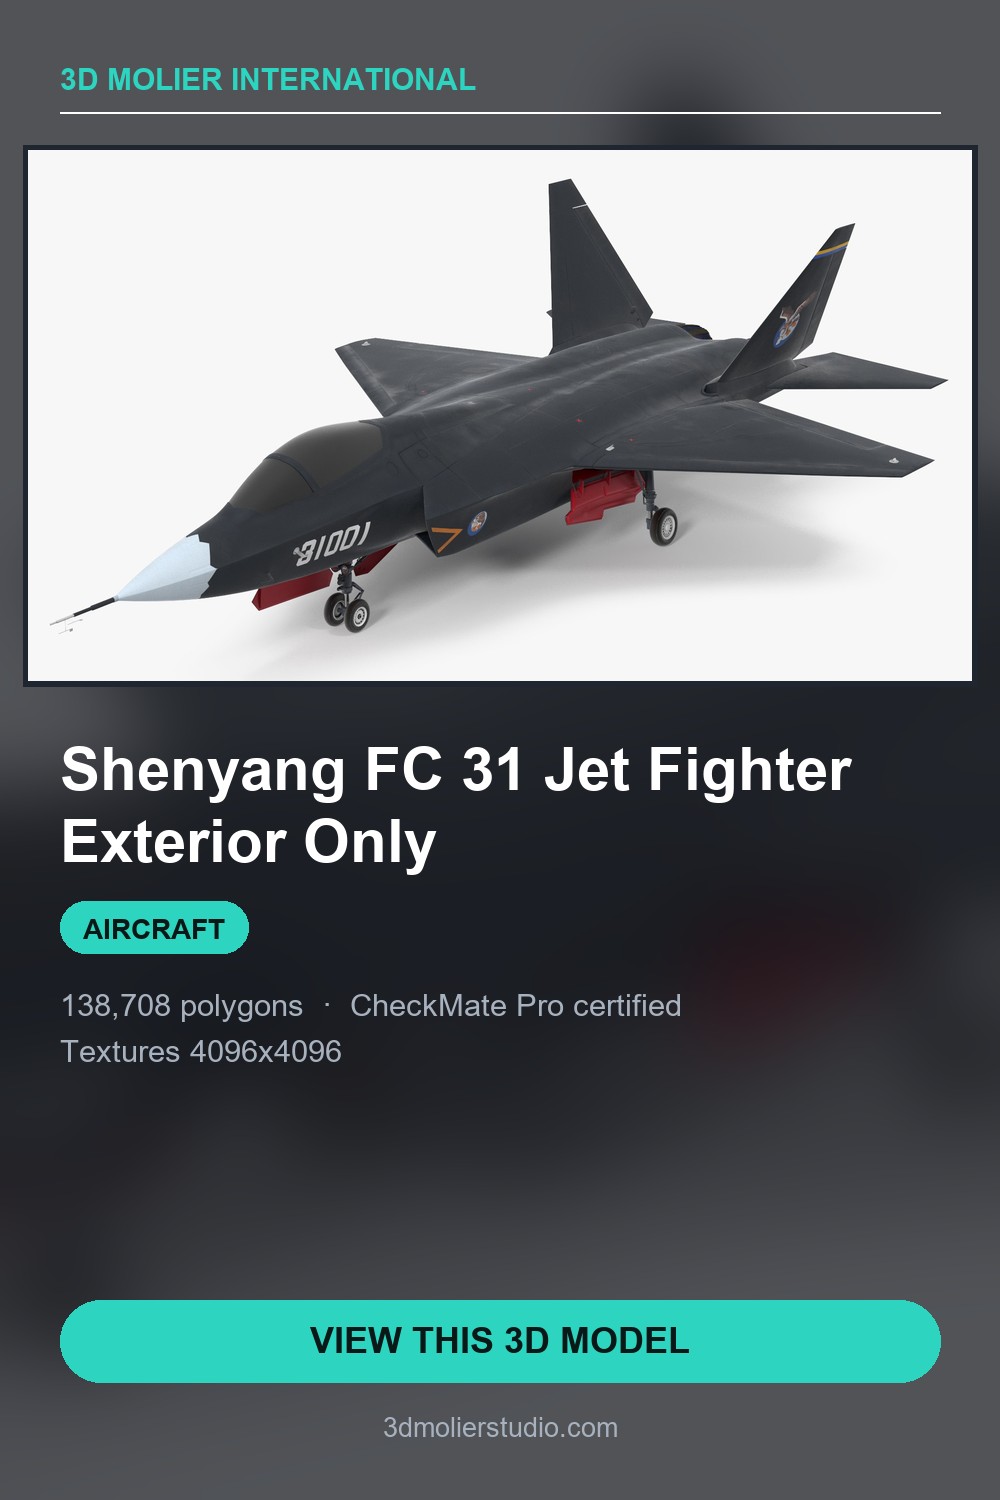 3D MOLIER INTERNATIONAL
31001
Shenyang FC 31 Jet Fighter
Exterior Only
AIRCRAFT
138,708 polygons · CheckMate Pro certified
Textures 4096x4096
VIEW THIS 3D MODEL
3dmolierstudio.com